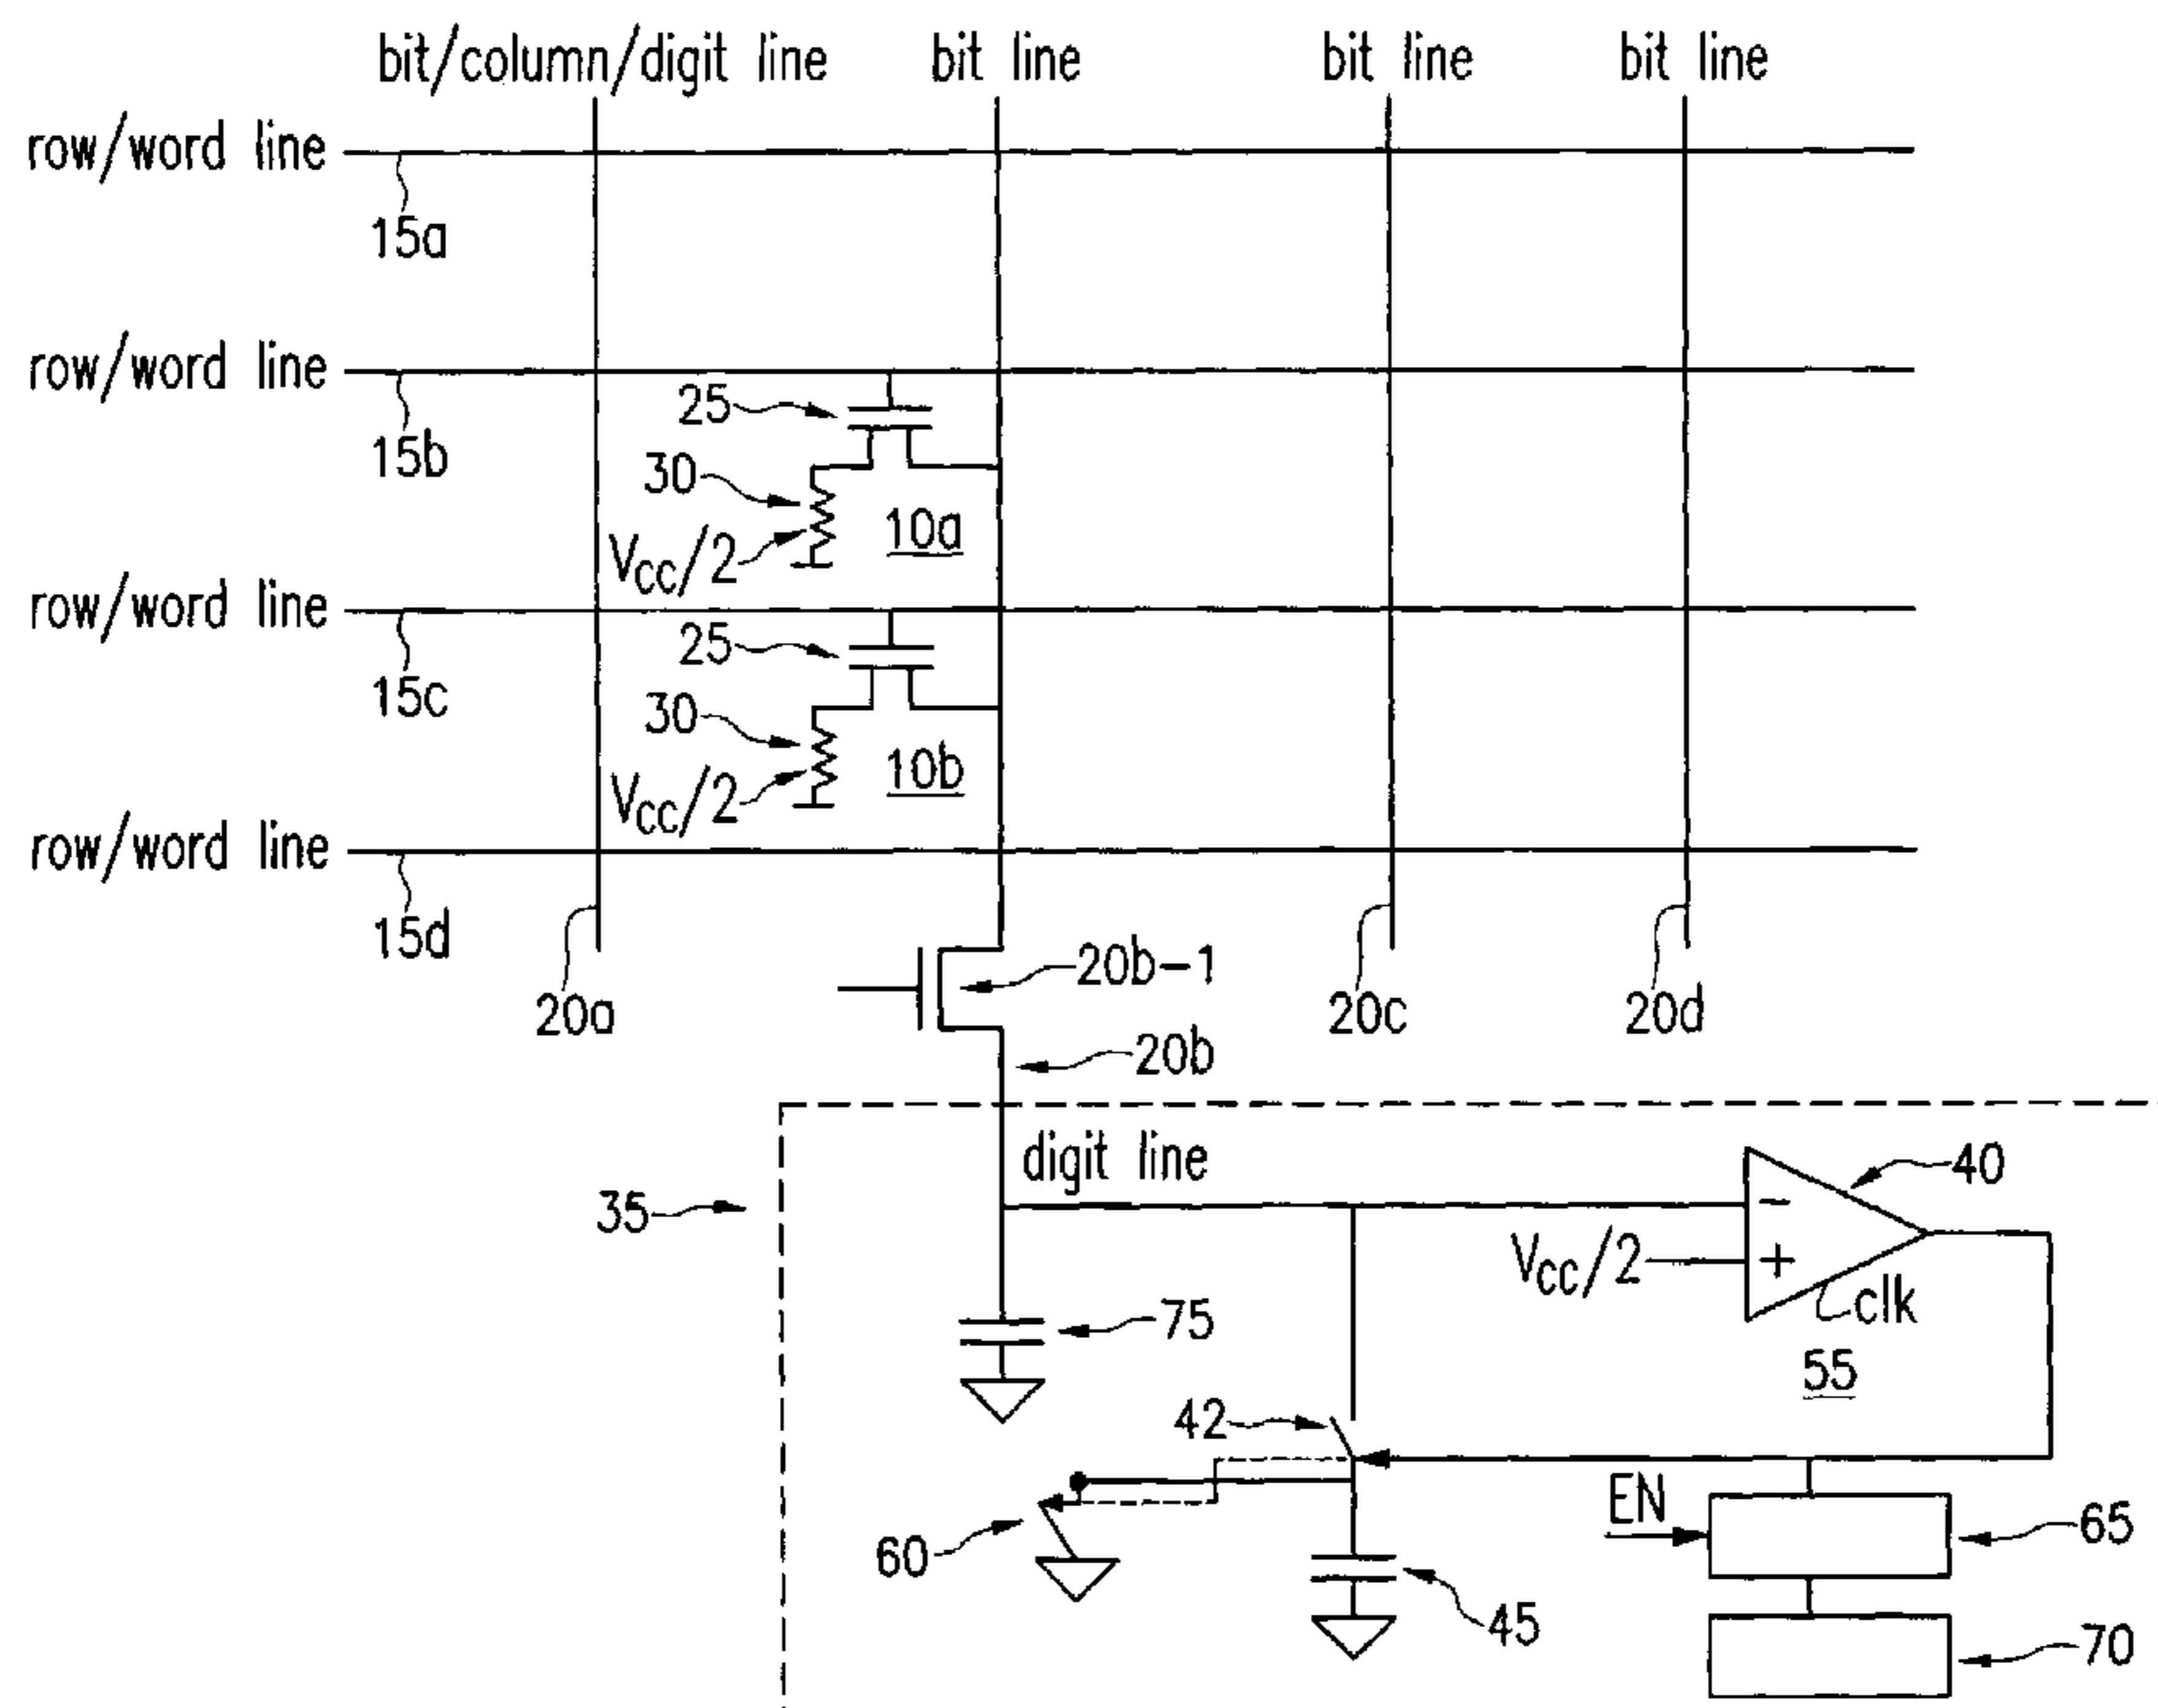 bit/column/digit line bit line bit line bit line
row/word line
15a
row/word line
25
15b
30
10a
VCC/2
row/word line
25
15c
30
10b
VCC/2
row/word line
15d
20b-1
20a 20c 20d
20b
digit line
40
35
-
VCC/2
+
clk
75
55
42
EN
65
60
45
70